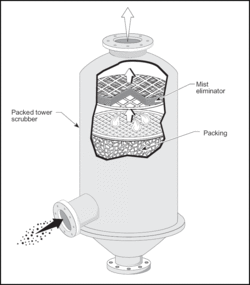 Mist
eliminator
Packed tower
scrubber
Packing